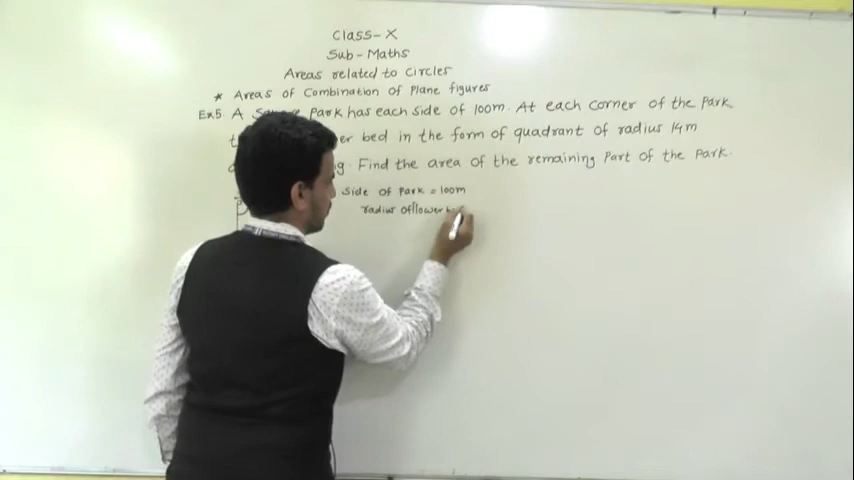 Class-X
Sub-Maths
Areas related to Circles
* Areas of Combination of Plane figures
Ex5. A Park has each side of 100m. At each corner of the Park
bed in the form of quadrant of radius 14m
Find the area of the remaining Part of the Park.
Side of Park = 100m
radius of flower